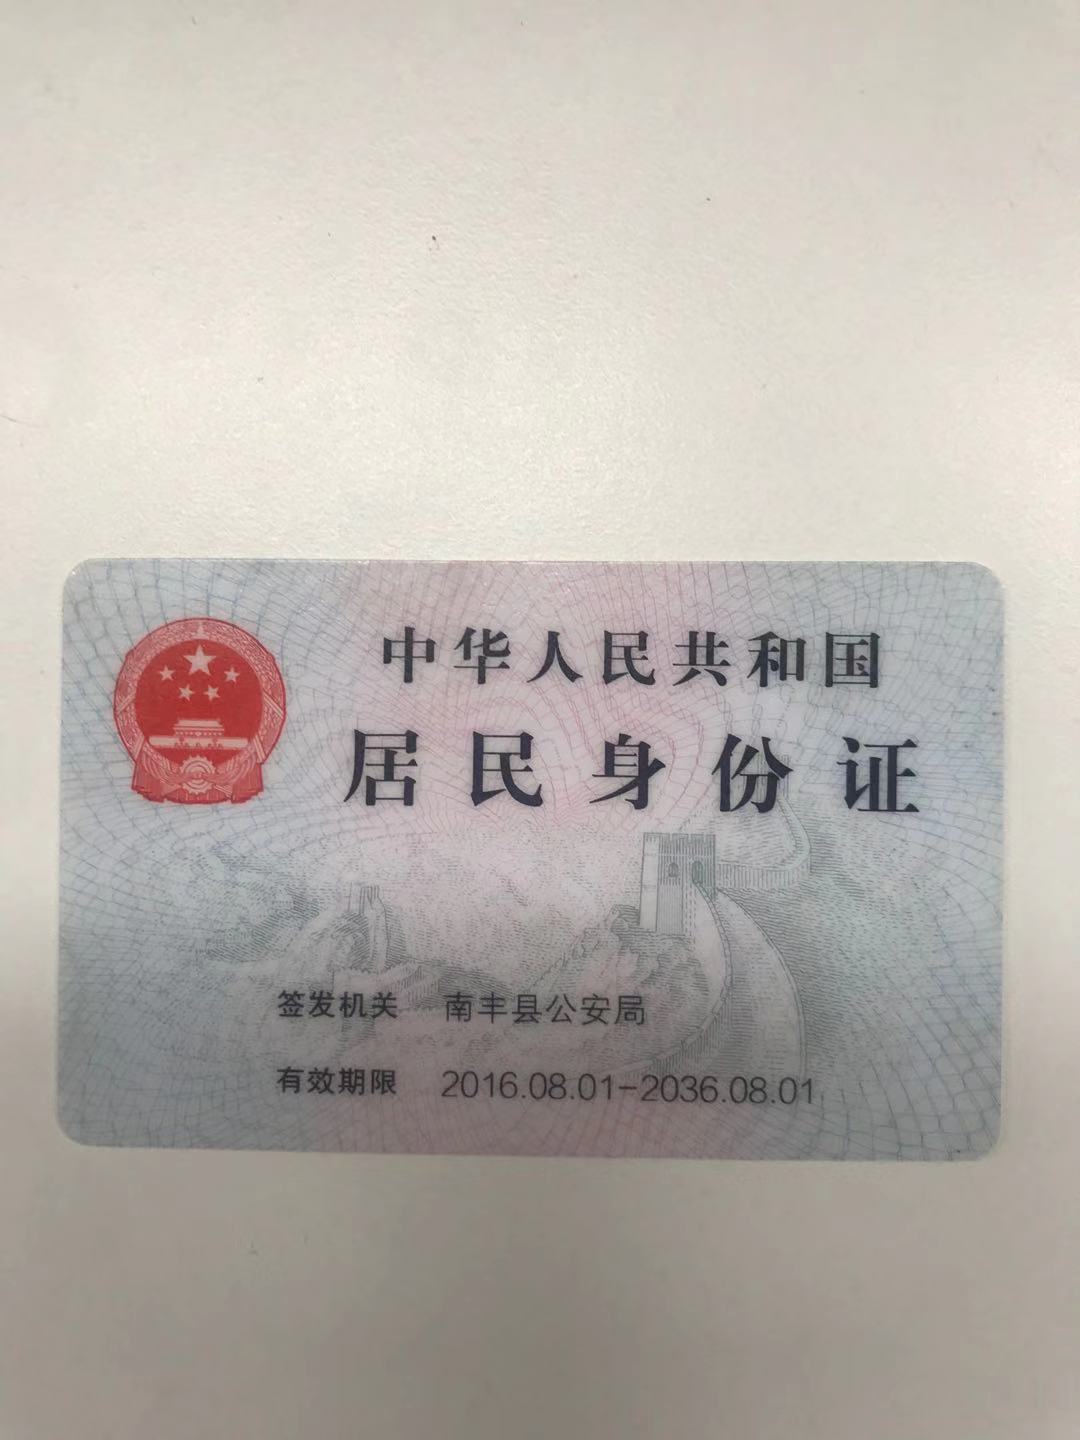 中华人民共和国
居民身份证
签发机关 南丰县公安局
有效期限 2016.08.01-2036.08.01